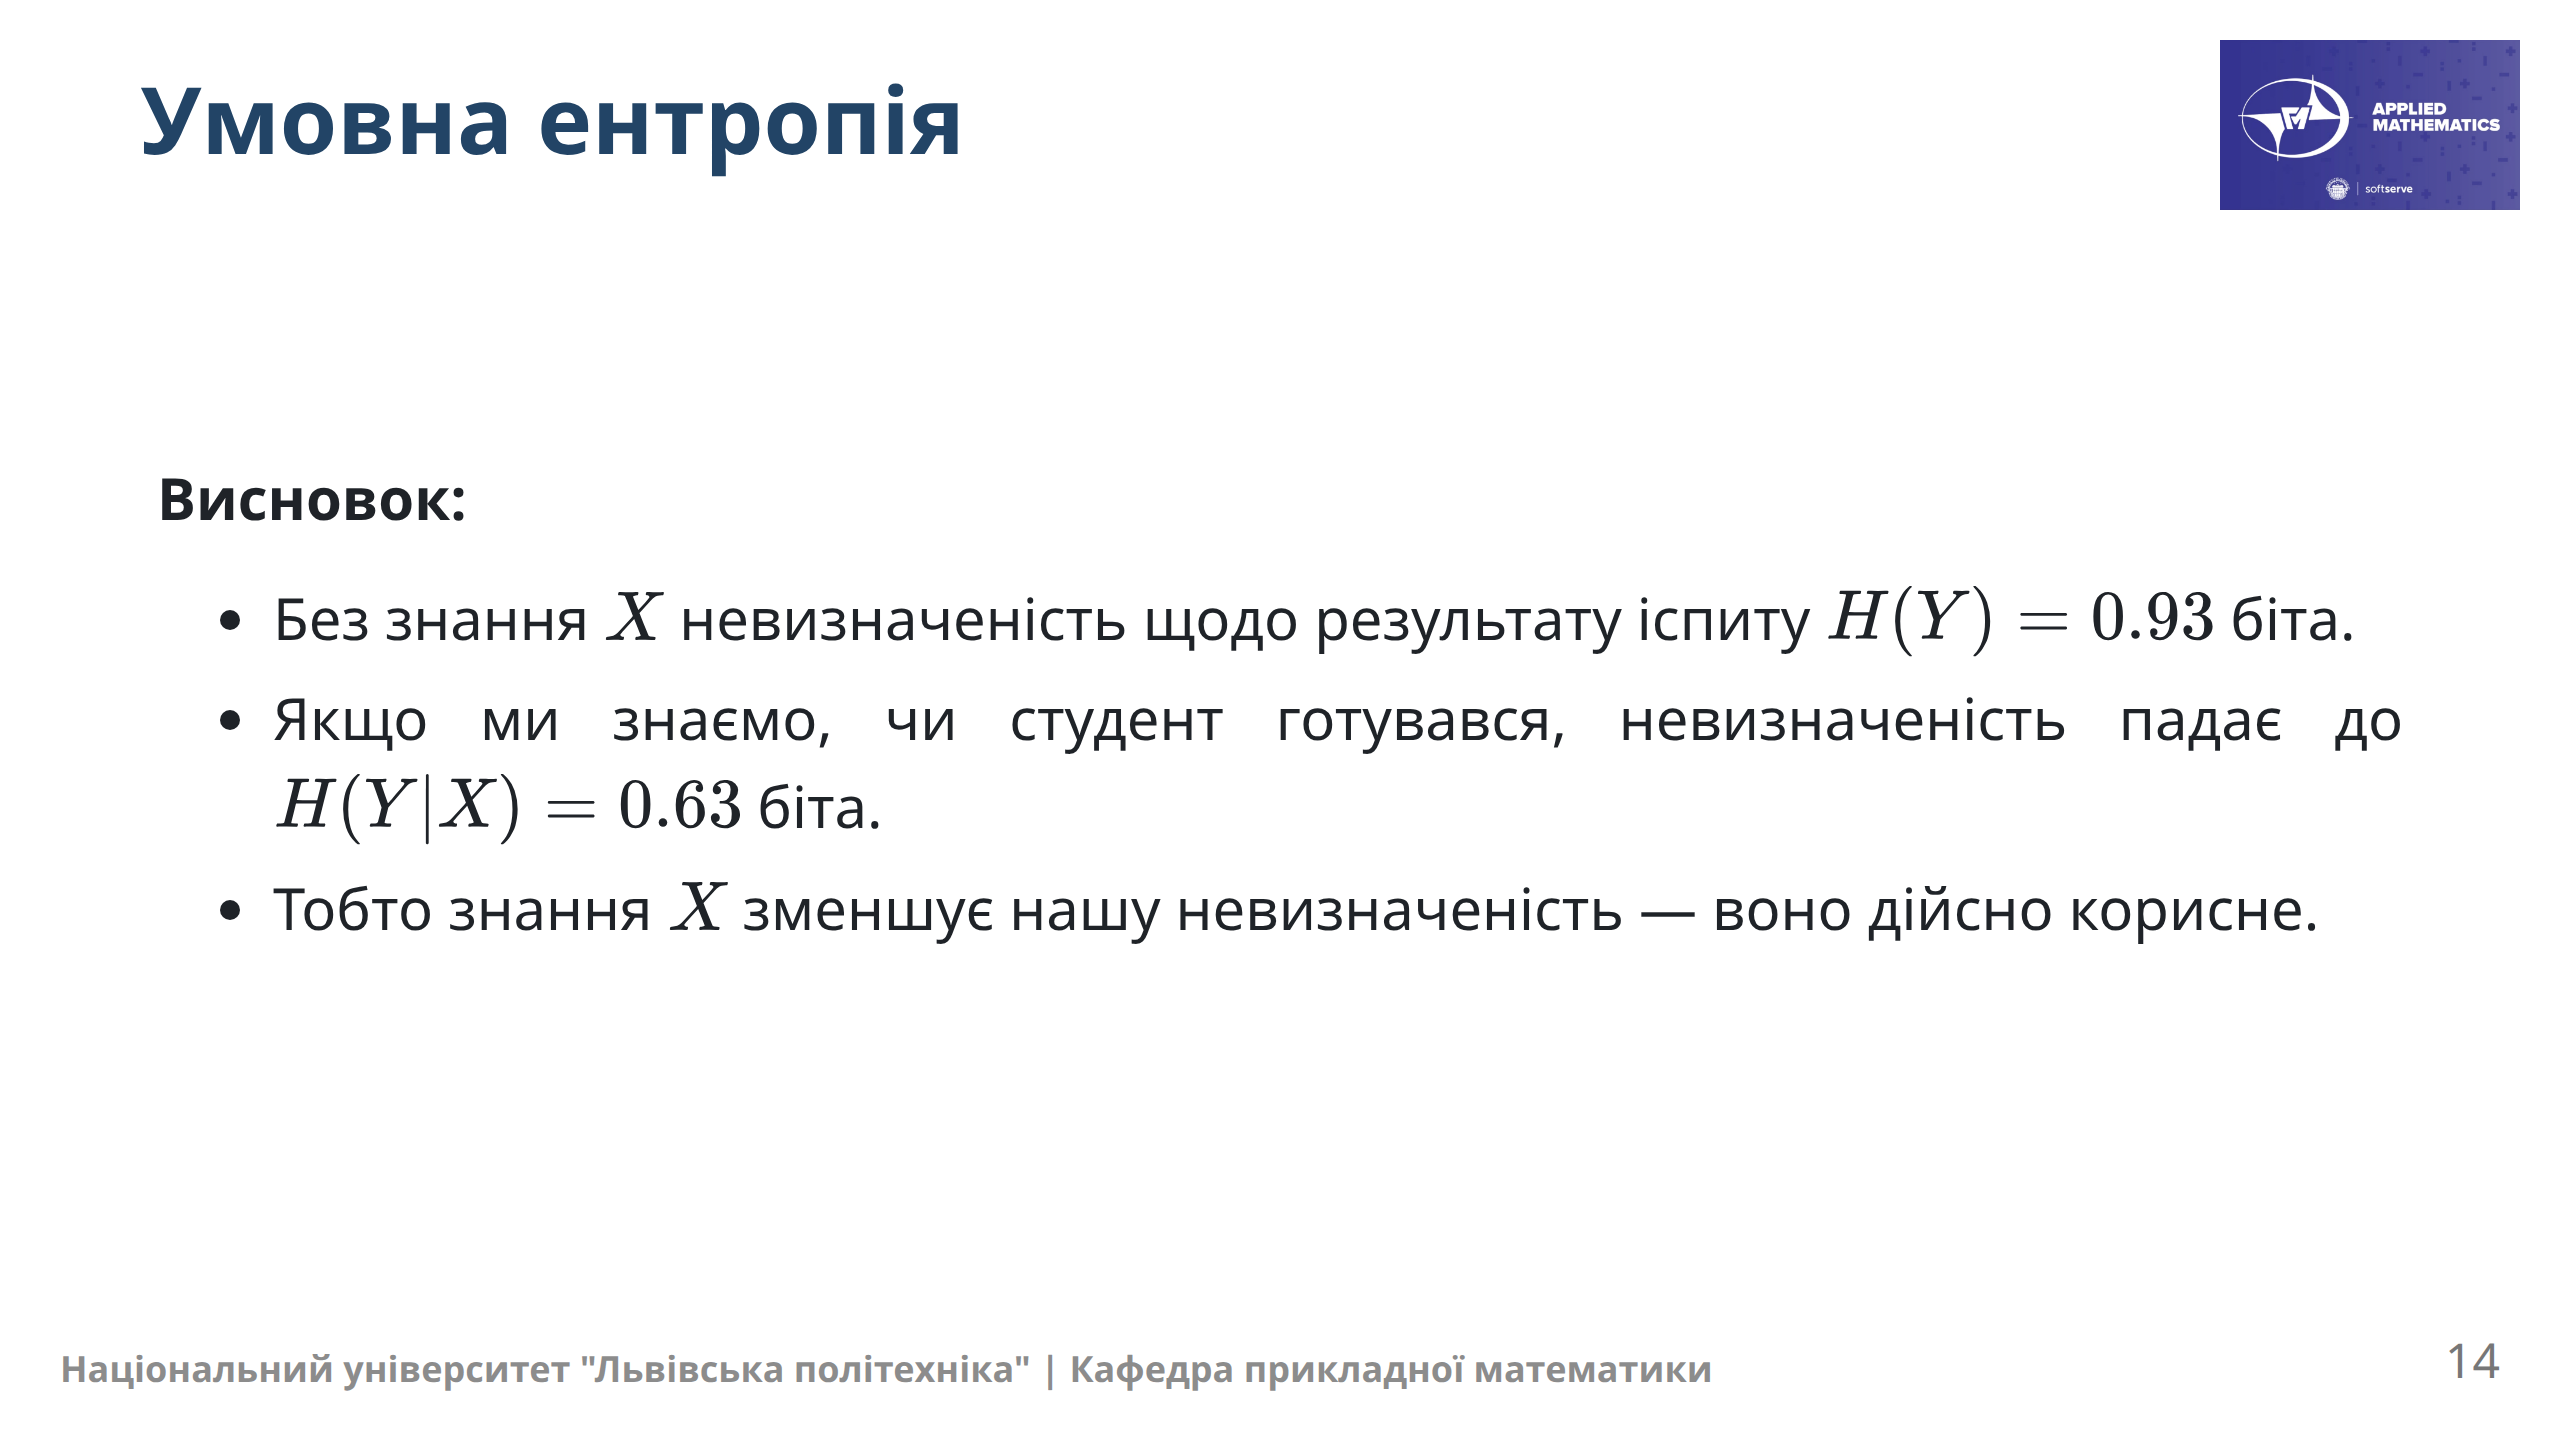 Умовна ентропія
APPLIED
MATHEMATICS
softserve
Висновок:
• Без знання X невизначеність щодо результату іспиту H(Y) = 0.93 біта.
• Якщо ми знаємо, чи студент готувався, невизначеність падає до
H(Y|X) = 0.63 біта.
• Тобто знання X зменшує нашу невизначеність — воно дійсно корисне.
Національний університет "Львівська політехніка" | Кафедра прикладної математики
14